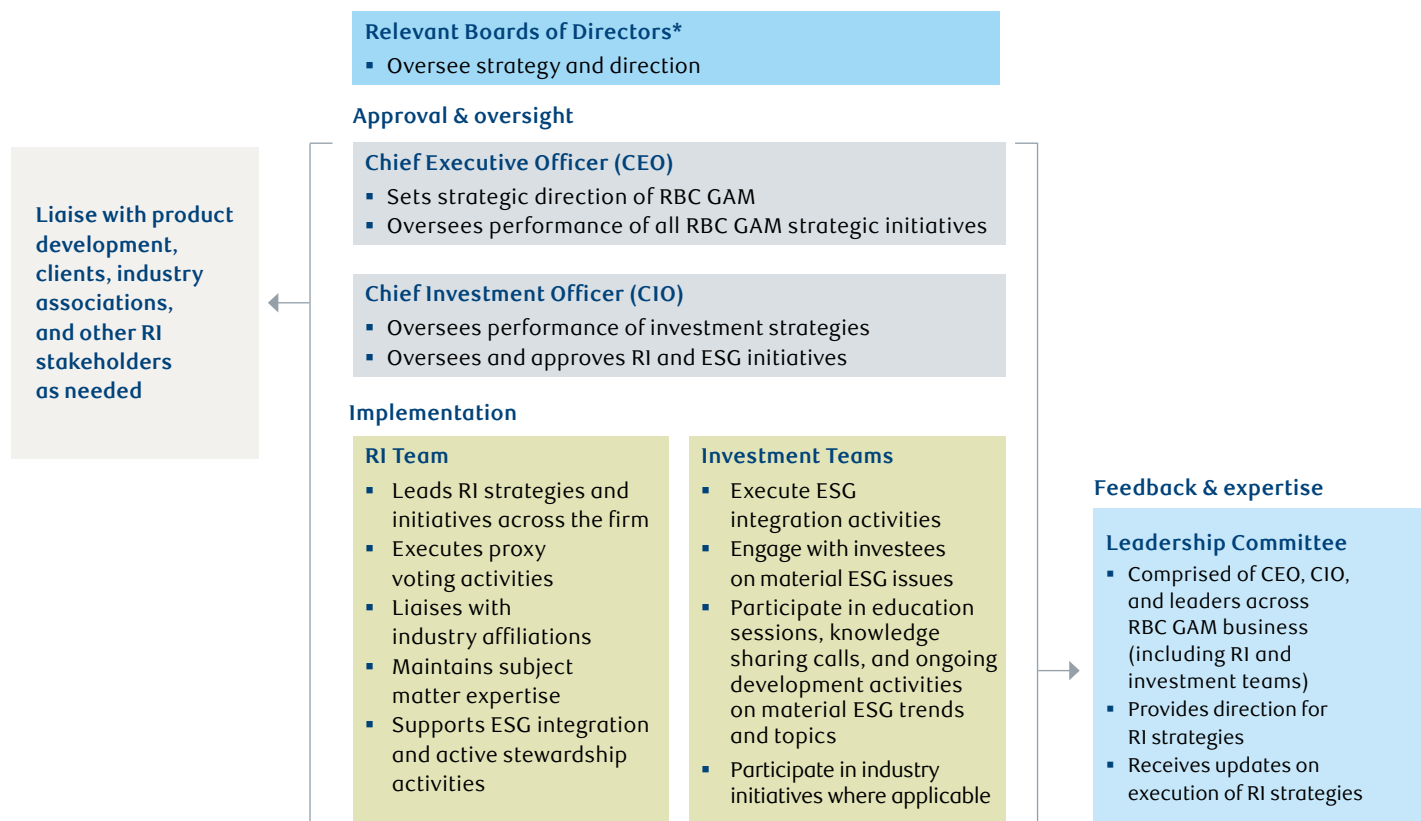 Relevant Boards of Directors*
▪ Oversee strategy and direction
Approval & oversight
Liaise with product
development,
clients, industry
associations,
and other RI
stakeholders
as needed
Chief Executive Officer (CEO)
▪ Sets strategic direction of RBC GAM
▪ Oversees performance of all RBC GAM strategic initiatives
Chief Investment Officer (CIO)
▪ Oversees performance of investment strategies
▪ Oversees and approves RI and ESG initiatives
Implementation
RI Team
▪ Leads RI strategies and
initiatives across the firm
▪ Executes proxy
voting activities
▪ Liaises with
industry affiliations
▪ Maintains subject
matter expertise
▪ Supports ESG integration
and active stewardship
activities
Investment Teams
▪ Execute ESG
integration activities
▪ Engage with investees
on material ESG issues
▪ Participate in education
sessions, knowledge
sharing calls, and ongoing
development activities
on material ESG trends
and topics
▪ Participate in industry
initiatives where applicable
Feedback & expertise
Leadership Committee
▪ Comprised of CEO, CIO,
and leaders across
RBC GAM business
(including RI and
investment teams)
▪ Provides direction for
RI strategies
▪ Receives updates on
execution of RI strategies